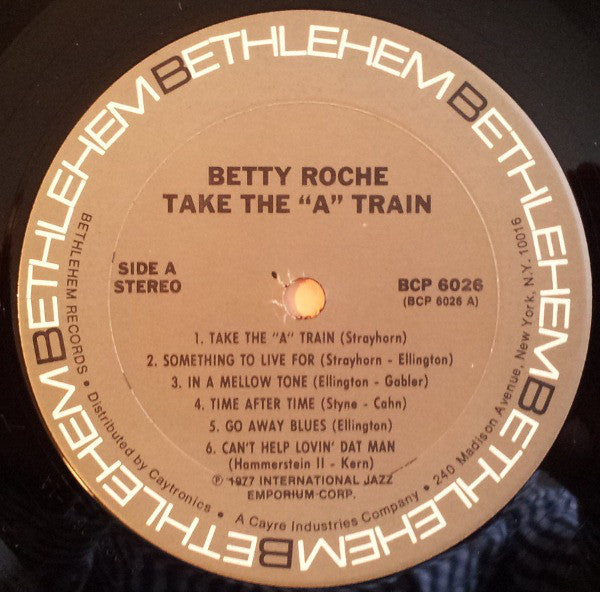 BETHLEHEM BETHLEHEM BETHLEHEM BETHLEHEM BETHLEHEM BETHLEHEM
BETTY ROCHE
TAKE THE "A" TRAIN
SIDE A
STEREO
BCP 6026
(BCP 6026 A)
1. TAKE THE "A" TRAIN (Strayhorn)
2. SOMETHING TO LIVE FOR (Strayhorn - Ellington)
3. IN A MELLOW TONE (Ellington - Gabler)
4. TIME AFTER TIME (Styne - Cahn)
5. GO AWAY BLUES (Ellington)
6. CAN'T HELP LOVIN' DAT MAN
(Hammerstein II - Kern)
℗ 1977 INTERNATIONAL JAZZ
EMPORIUM CORP.
BETHLEHEM RECORDS • Distributed by Caytronics • A Cayre Industries Company • 240 Madison Avenue, New York, N.Y. 10016